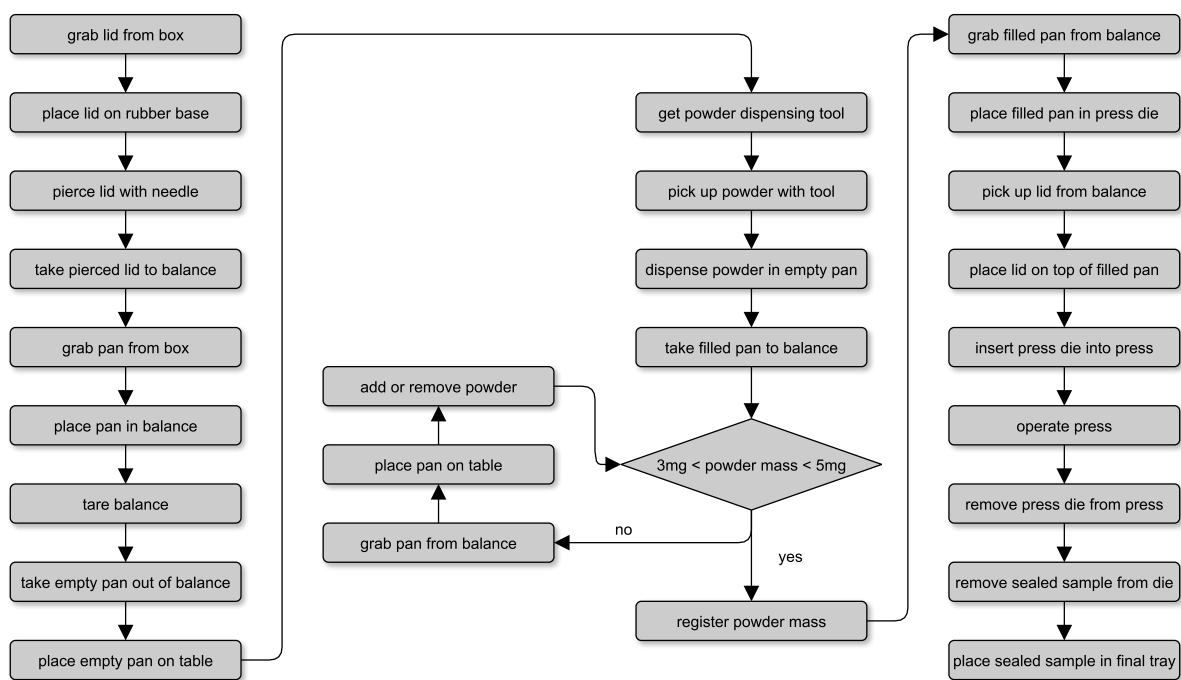 grab lid from box
place lid on rubber base
pierce lid with needle
take pierced lid to balance
grab pan from box
place pan in balance
tare balance
take empty pan out of balance
place empty pan on table
get powder dispensing tool
pick up powder with tool
dispense powder in empty pan
take filled pan to balance
3mg < powder mass < 5mg
no
grab pan from balance
place pan on table
add or remove powder
yes
register powder mass
grab filled pan from balance
place filled pan in press die
pick up lid from balance
place lid on top of filled pan
insert press die into press
operate press
remove press die from press
remove sealed sample from die
place sealed sample in final tray